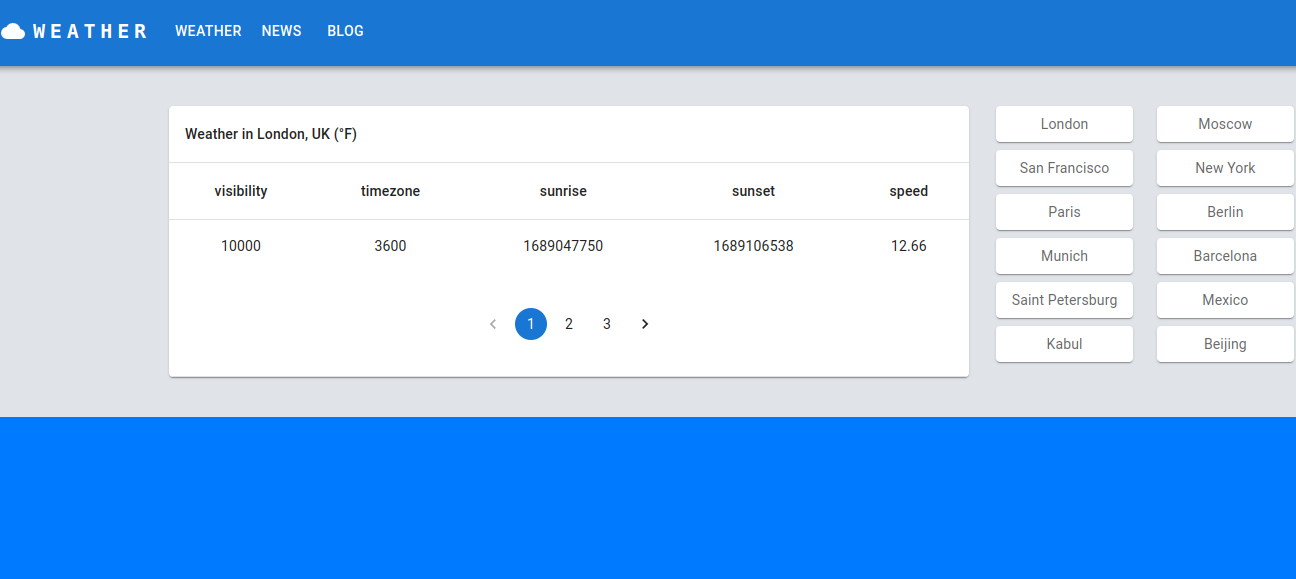 WEATHER WEATHER NEWS BLOG
Weather in London, UK (°F)
visibility timezone sunrise sunset speed
10000 3600 1689047750 1689106538 12.66
1 2 3
London Moscow
San Francisco New York
Paris Berlin
Munich Barcelona
Saint Petersburg Mexico
Kabul Beijing